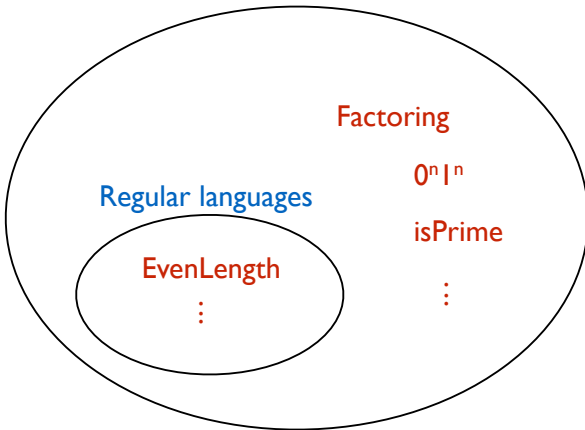 Factoring
0ⁿ1ⁿ
Regular languages
isPrime
EvenLength
⋮
⋮